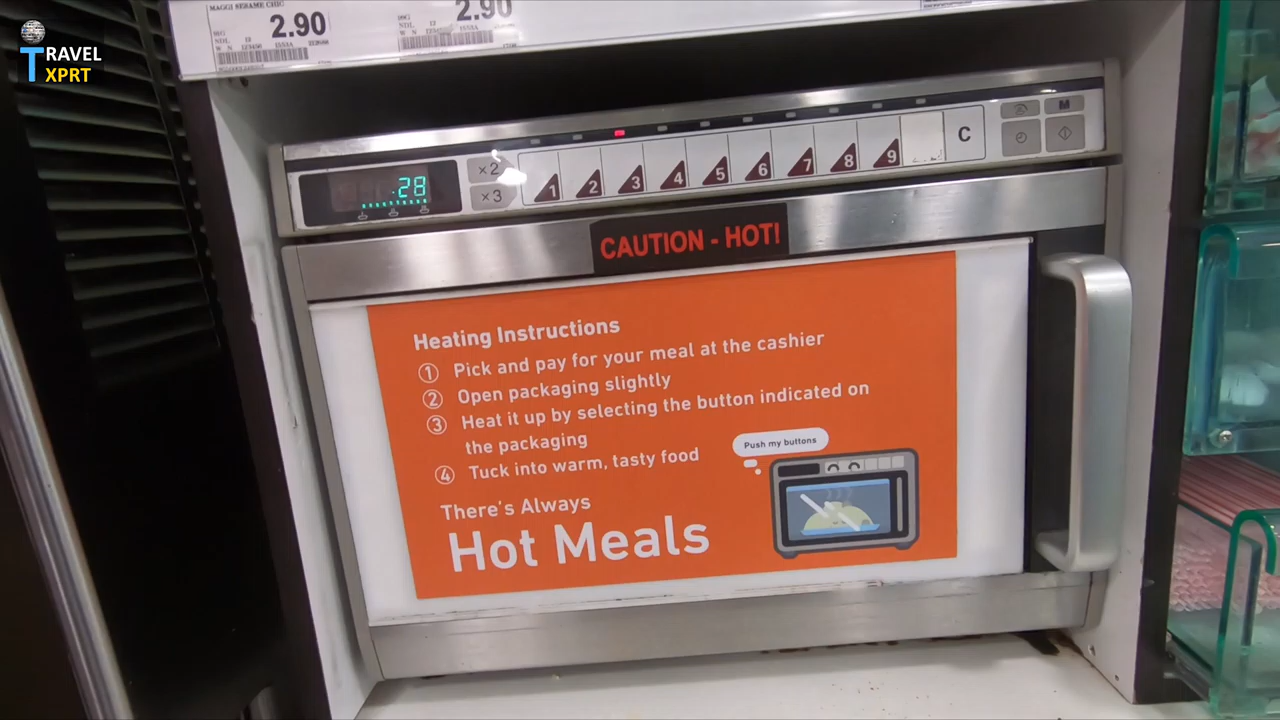 TRAVEL
XPRT
MAGGI SESAME CHIC
2.90
2.90
28
×2
×3
1 2 3 4 5 6 7 8 9
C
M
CAUTION - HOT!
Heating Instructions
1 Pick and pay for your meal at the cashier
2 Open packaging slightly
3 Heat it up by selecting the button indicated on
the packaging
4 Tuck into warm, tasty food
Push my buttons
There's Always
Hot Meals